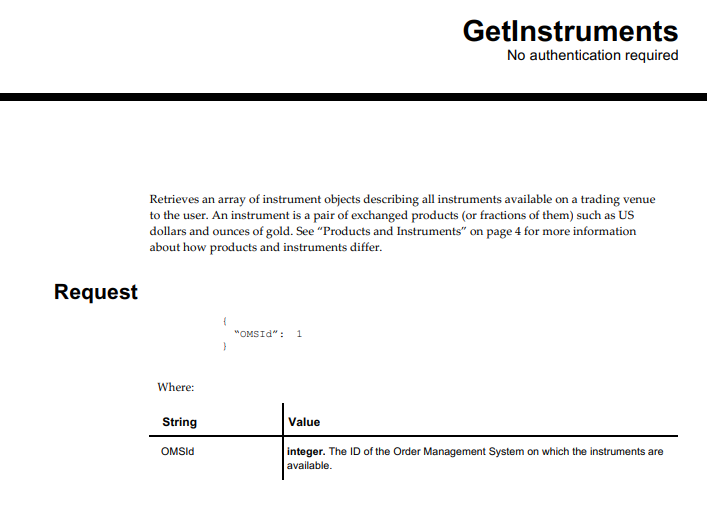 GetInstruments
No authentication required
Retrieves an array of instrument objects describing all instruments available on a trading venue
to the user. An instrument is a pair of exchanged products (or fractions of them) such as US
dollars and ounces of gold. See “Products and Instruments” on page 4 for more information
about how products and instruments differ.
Request
{
“OMSId”: 1
}
Where:
String Value
OMSId integer. The ID of the Order Management System on which the instruments are
available.